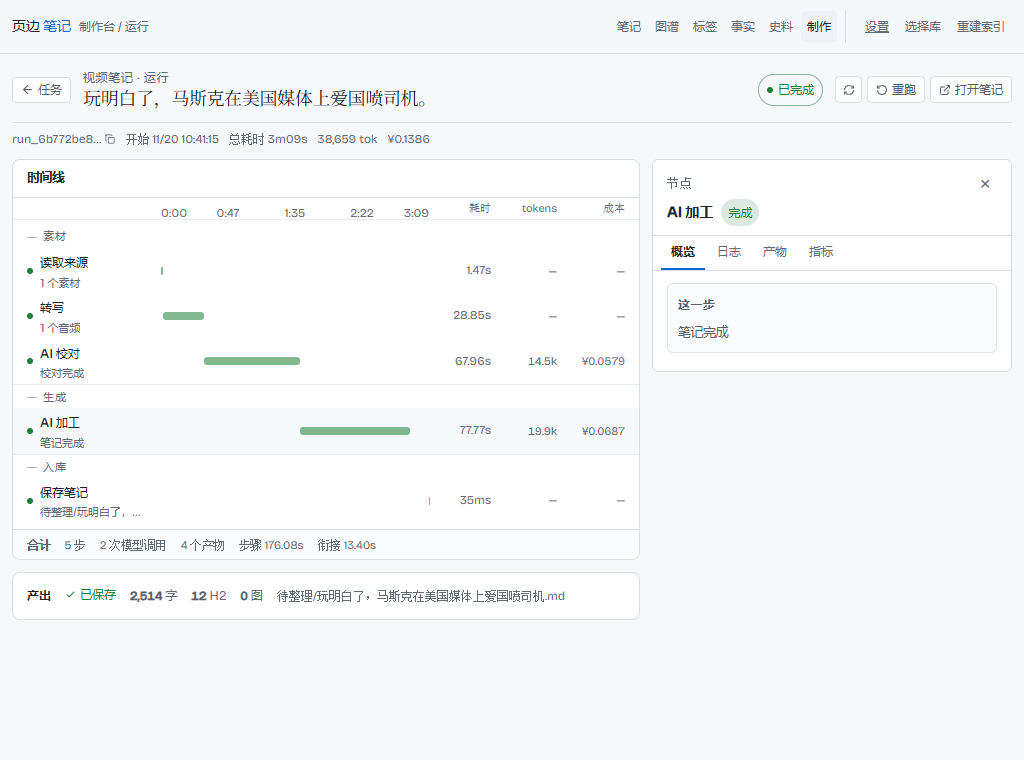 页边 笔记 制作台 / 运行 笔记 图谱 标签 事实 史料 制作 设置 选择库 重建索引
← 任务
视频笔记 · 运行
玩明白了，马斯克在美国媒体上爱国喷司机。
已完成 重跑 打开笔记
run_6b772be8... 开始 11/20 10:41:15 总耗时 3m09s 38,659 tok ¥0.1386
时间线
0:00 0:47 1:35 2:22 3:09 耗时 tokens 成本
— 素材
读取来源 1.47s — —
1 个素材
转写 28.85s — —
1 个音频
AI 校对 67.96s 14.5k ¥0.0579
校对完成
— 生成
AI 加工 77.77s 19.9k ¥0.0687
笔记完成
— 入库
保存笔记 35ms — —
待整理/玩明白了，...
合计 5 步 2 次模型调用 4 个产物 步骤 176.08s 衔接 13.40s
产出 已保存 2,514 字 12 H2 0 图 待整理/玩明白了，马斯克在美国媒体上爱国喷司机.md
节点
AI 加工 完成
概览 日志 产物 指标
这一步
笔记完成